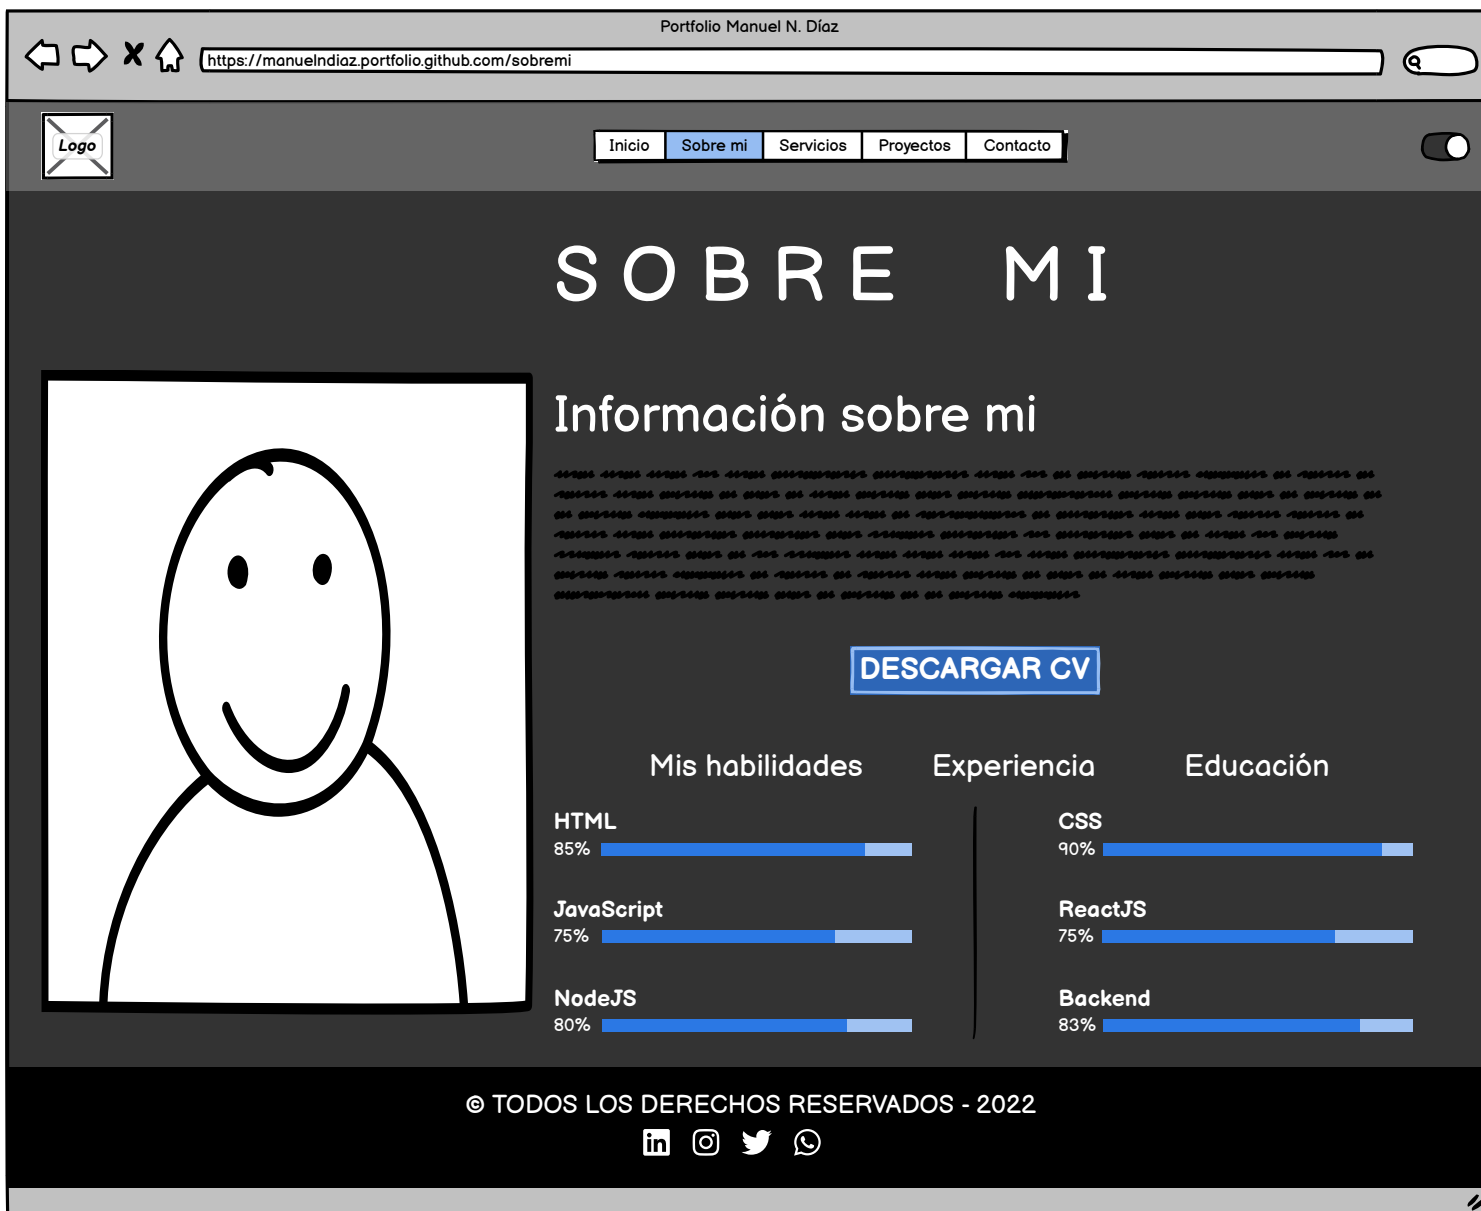 Portfolio Manuel N. Díaz
https://manuelndiaz.portfolio.github.com/sobremi
Logo
Inicio Sobre mi Servicios Proyectos Contacto
SOBRE MI
Información sobre mi
DESCARGAR CV
Mis habilidades Experiencia Educación
HTML CSS
85% 90%
JavaScript ReactJS
75% 75%
NodeJS Backend
80% 83%
© TODOS LOS DERECHOS RESERVADOS - 2022